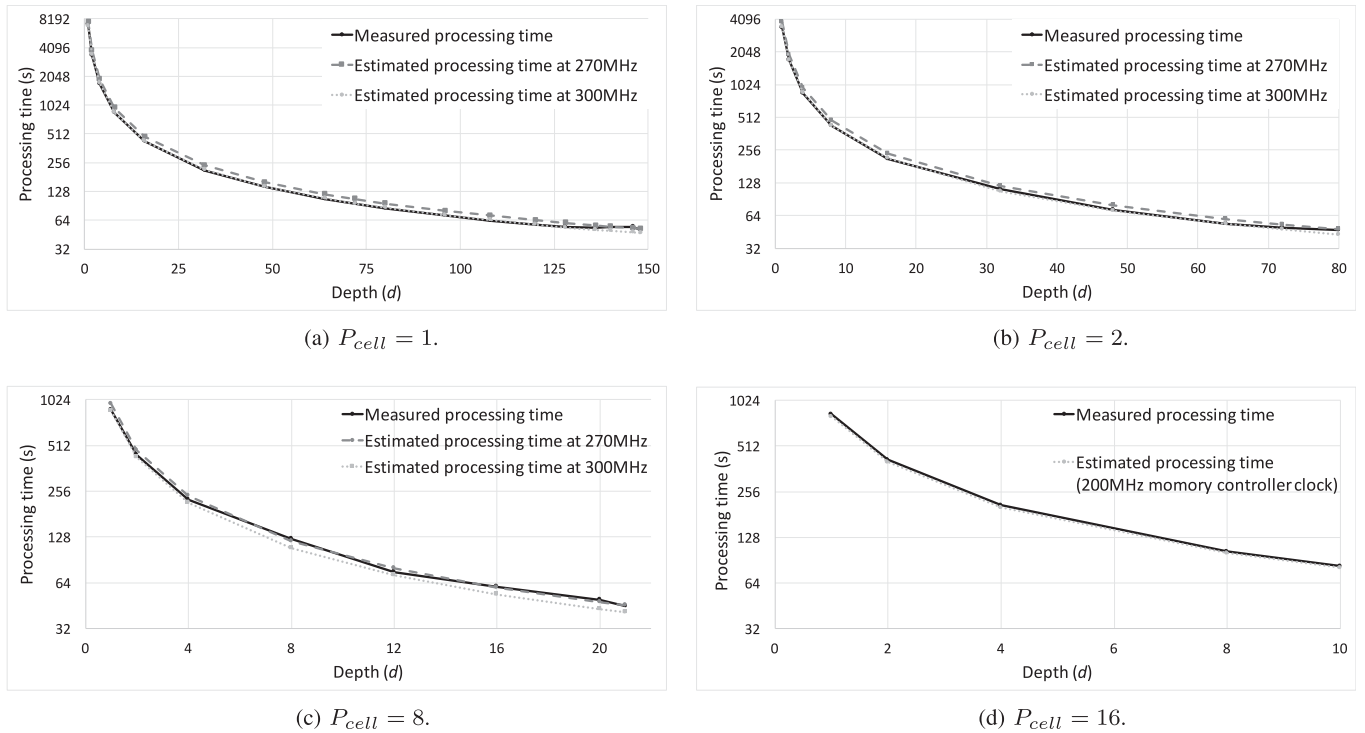 8192
4096
2048
1024
512
256
128
64
32
Processing tine (s)
Measured processing time
Estimated processing time at 270MHz
Estimated processing time at 300MHz
0 25 50 75 100 125 150
Depth (d)
(a) P_cell = 1.
4096
2048
1024
512
256
128
64
32
Processing time (s)
Measured processing time
Estimated processing time at 270MHz
Estimated processing time at 300MHz
0 10 20 30 40 50 60 70 80
Depth (d)
(b) P_cell = 2.
1024
512
256
128
64
32
Processing time (s)
Measured processing time
Estimated processing time at 270MHz
Estimated processing time at 300MHz
0 4 8 12 16 20
Depth (d)
(c) P_cell = 8.
1024
512
256
128
64
32
Processing time (s)
Measured processing time
Estimated processing time
(200MHz momory controller clock)
0 2 4 6 8 10
Depth (d)
(d) P_cell = 16.